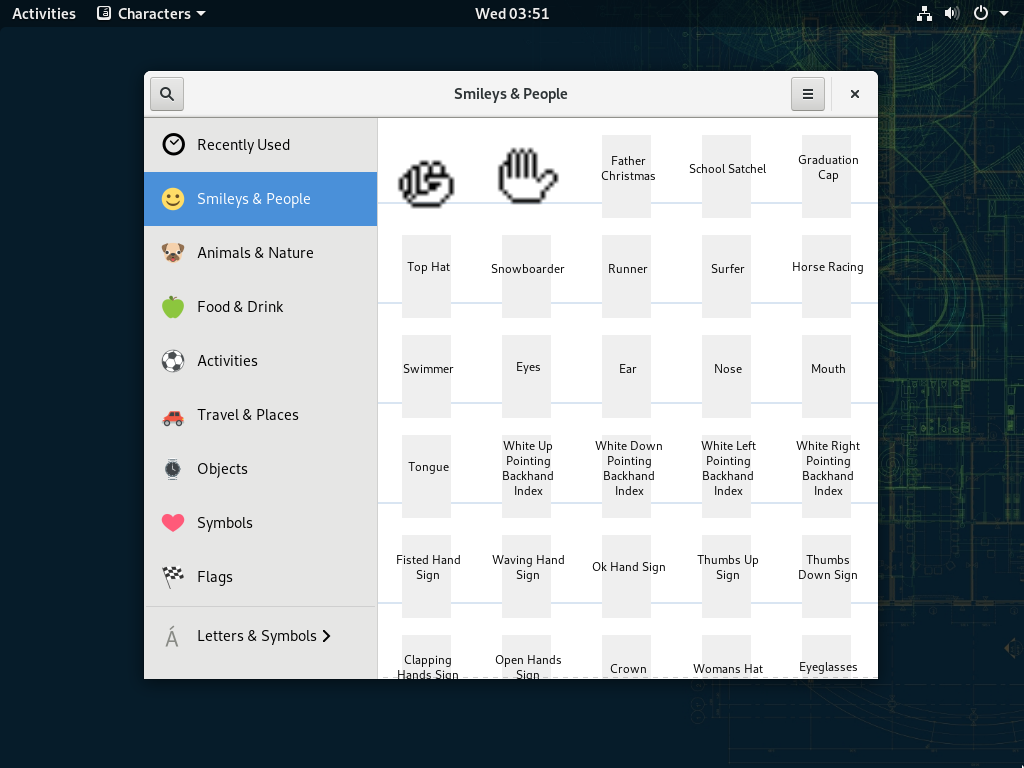 Activities
Characters
Wed 03:51
Smileys & People
Recently Used
Smileys & People
Animals & Nature
Food & Drink
Activities
Travel & Places
Objects
Symbols
Flags
Á
Letters & Symbols
Father
Christmas
School Satchel
Graduation
Cap
Top Hat
Snowboarder
Runner
Surfer
Horse Racing
Swimmer
Eyes
Ear
Nose
Mouth
Tongue
White Up
Pointing
Backhand
Index
White Down
Pointing
Backhand
Index
White Left
Pointing
Backhand
Index
White Right
Pointing
Backhand
Index
Fisted Hand
Sign
Waving Hand
Sign
Ok Hand Sign
Thumbs Up
Sign
Thumbs
Down Sign
Clapping
Hands Sign
Open Hands
Sign
Crown
Womans Hat
Eyeglasses